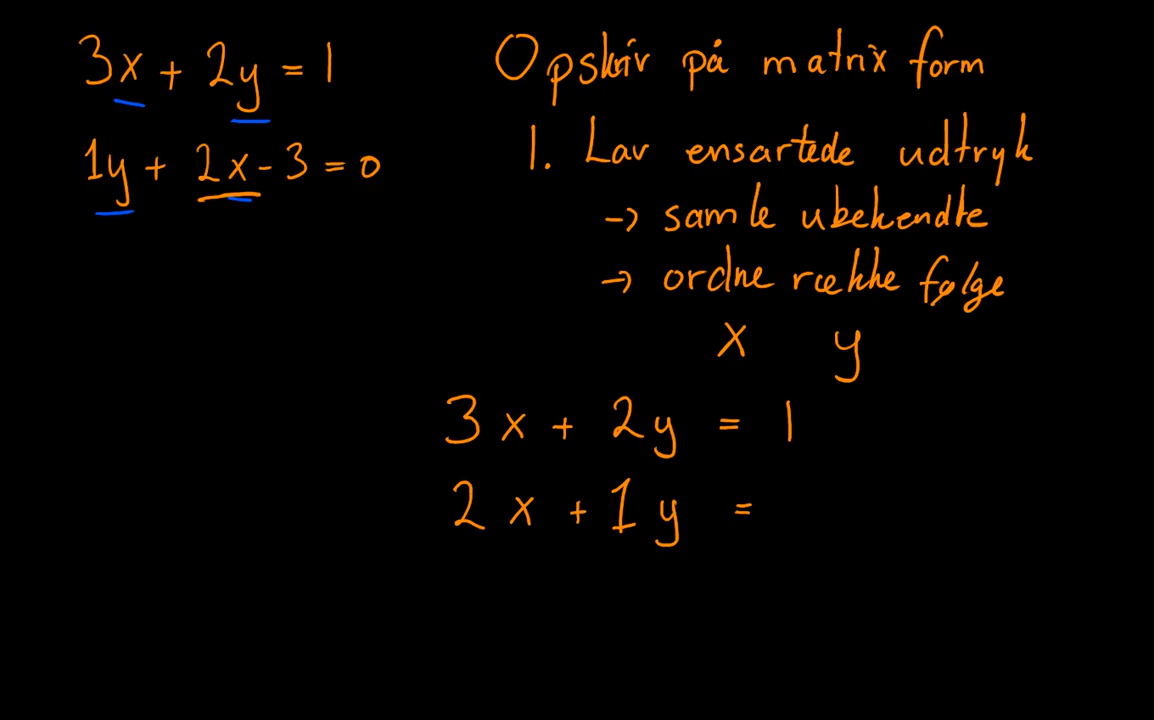 3x + 2y = 1
1y + 2x - 3 = 0
Opskriv på matrix form
1. Lav ensartede udtryk
→ samle ubekendte
→ ordne rækkefølge
x y
3x + 2y = 1
2x + 1y =